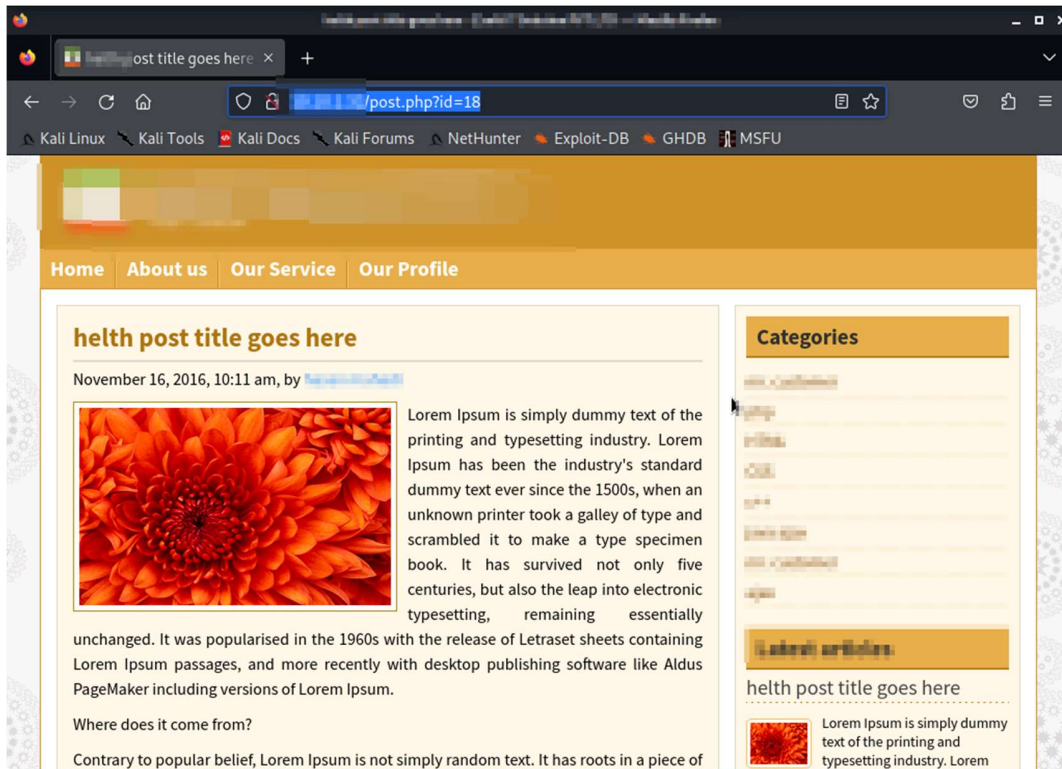 ost title goes here
/post.php?id=18
Kali Linux Kali Tools Kali Docs Kali Forums NetHunter Exploit-DB GHDB MSFU
Home About us Our Service Our Profile
helth post title goes here
November 16, 2016, 10:11 am, by
Lorem Ipsum is simply dummy text of the
printing and typesetting industry. Lorem
Ipsum has been the industry's standard
dummy text ever since the 1500s, when an
unknown printer took a galley of type and
scrambled it to make a type specimen
book. It has survived not only five
centuries, but also the leap into electronic
typesetting, remaining essentially
unchanged. It was popularised in the 1960s with the release of Letraset sheets containing
Lorem Ipsum passages, and more recently with desktop publishing software like Aldus
PageMaker including versions of Lorem Ipsum.
Where does it come from?
Contrary to popular belief, Lorem Ipsum is not simply random text. It has roots in a piece of
Categories
Latest articles
helth post title goes here
Lorem Ipsum is simply dummy
text of the printing and
typesetting industry. Lorem